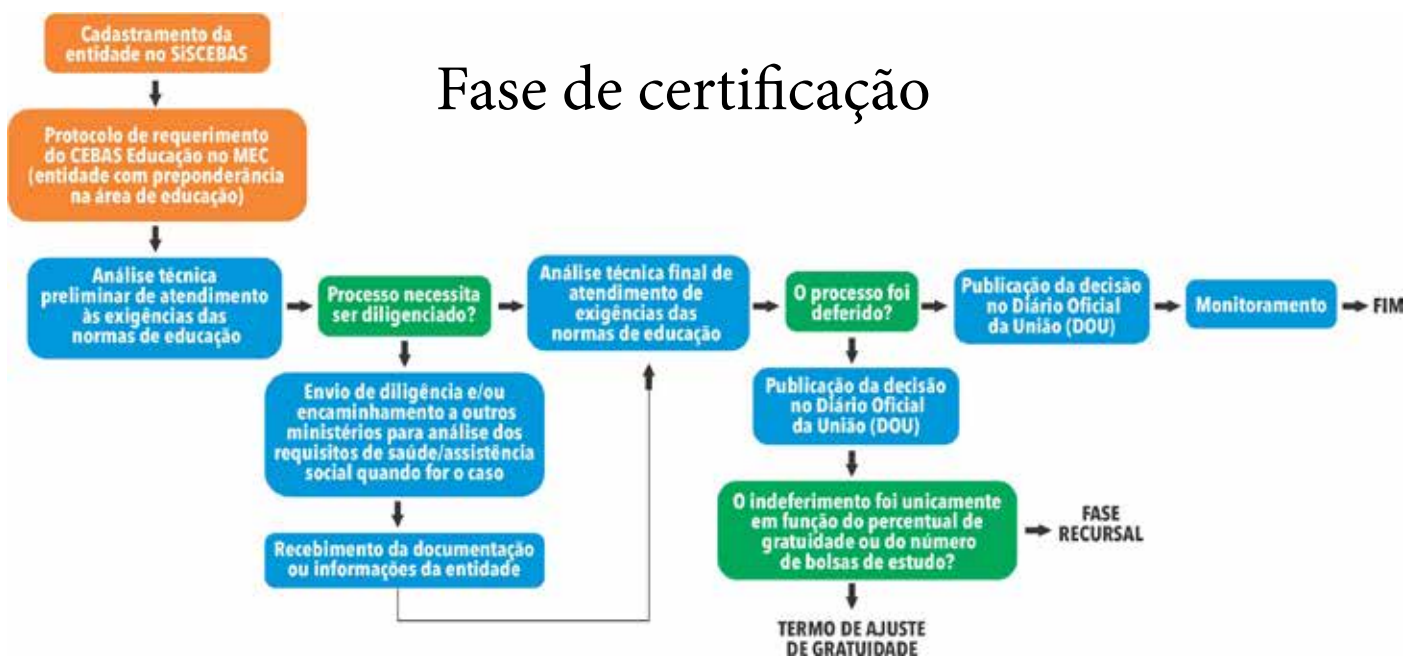 Cadastramento da
entidade no SiSCEBAS
Fase de certificação
Protocolo de requerimento
do CEBAS Educação no MEC
(entidade com preponderância
na área de educação)
Análise técnica
preliminar de atendimento
às exigências das
normas de educação
Processo necessita
ser diligenciado?
Análise técnica final de
atendimento de
exigências das
normas de educação
O processo foi
deferido?
Publicação da decisão
no Diário Oficial
da União (DOU)
Monitoramento
FIM
Envio de diligência e/ou
encaminhamento a outros
ministérios para análise dos
requisitos de saúde/assistência
social quando for o caso
Publicação da decisão
no Diário Oficial
da União (DOU)
Recebimento da documentação
ou informações da entidade
O indeferimento foi unicamente
em função do percentual de
gratuidade ou do número
de bolsas de estudo?
FASE
RECURSAL
TERMO DE AJUSTE
DE GRATUIDADE